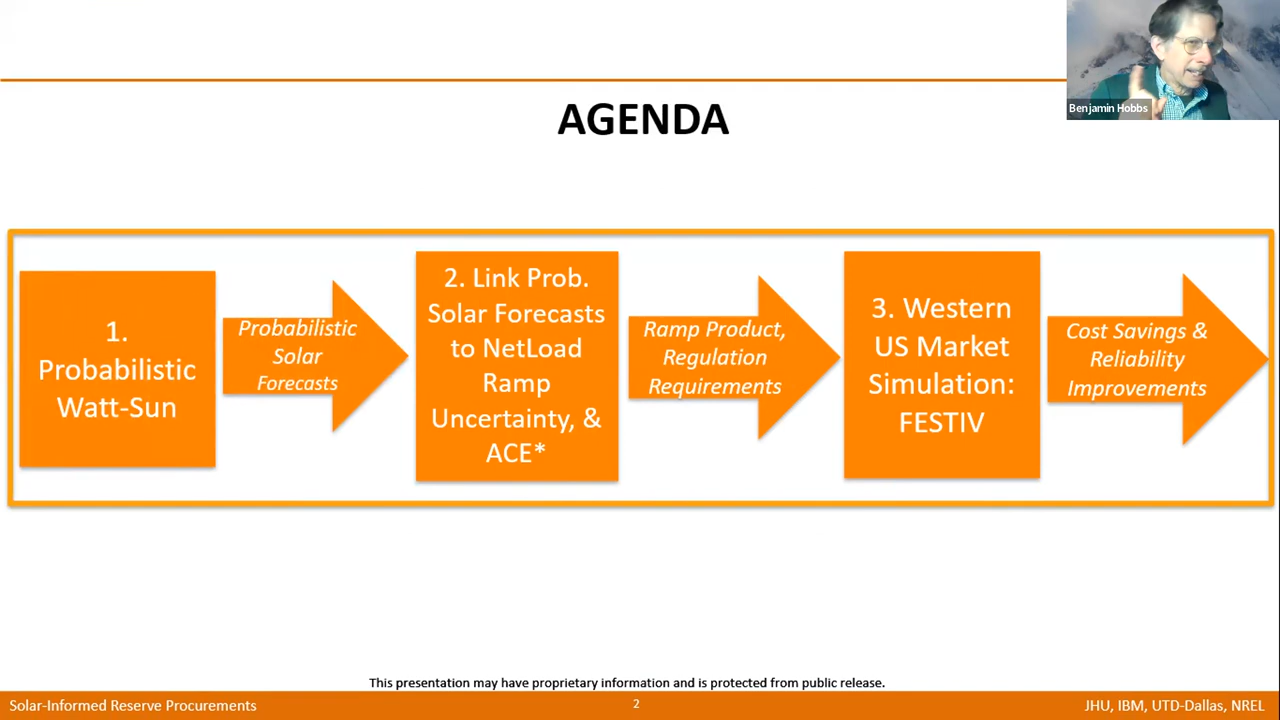 Benjamin Hobbs
AGENDA
1.
Probabilistic
Watt-Sun
Probabilistic
Solar
Forecasts
2. Link Prob.
Solar Forecasts
to NetLoad
Ramp
Uncertainty, &
ACE*
Ramp Product,
Regulation
Requirements
3. Western
US Market
Simulation:
FESTIV
Cost Savings &
Reliability
Improvements
This presentation may have proprietary information and is protected from public release.
Solar-Informed Reserve Procurements
2
JHU, IBM, UTD-Dallas, NREL